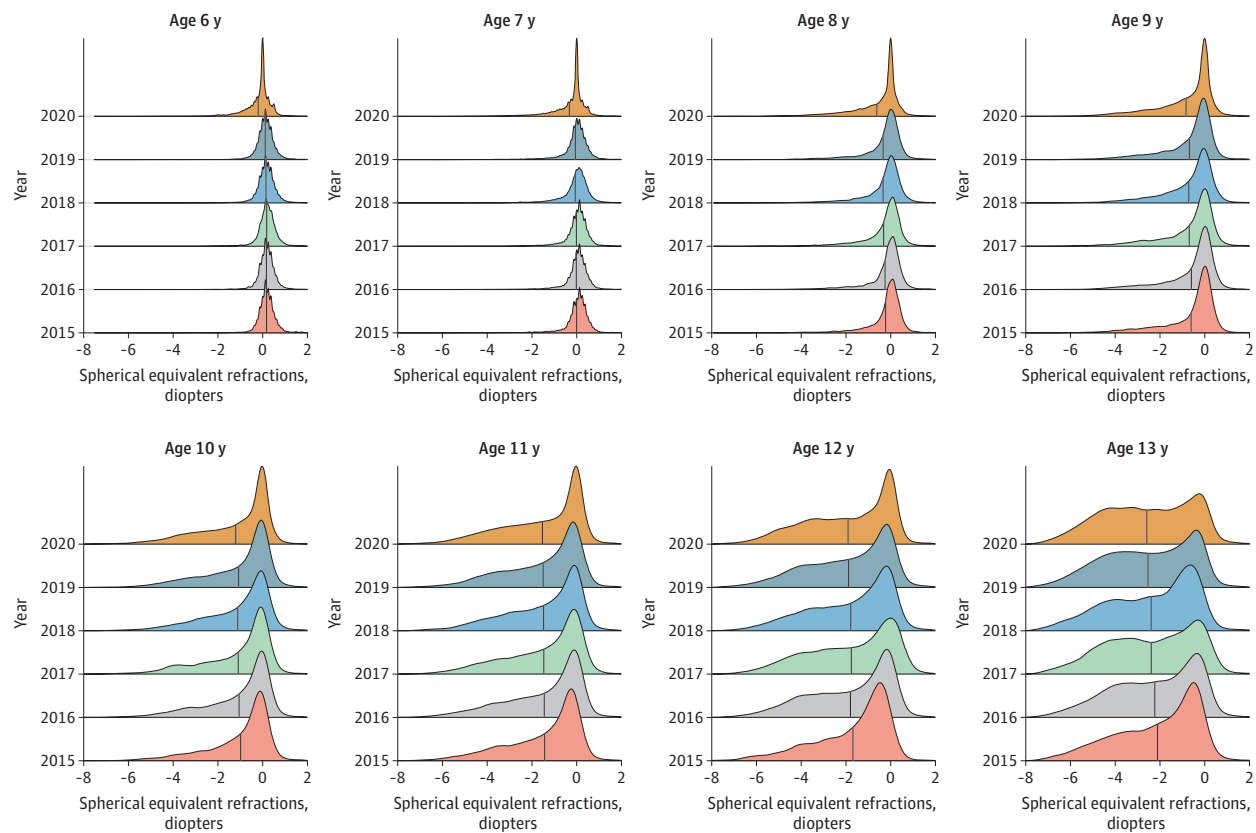 Age 6 y
Age 7 y
Age 8 y
Age 9 y
Year
2020
2019
2018
2017
2016
2015
-8 -6 -4 -2 0 2
Spherical equivalent refractions,
diopters
Year
2020
2019
2018
2017
2016
2015
-8 -6 -4 -2 0 2
Spherical equivalent refractions,
diopters
Year
2020
2019
2018
2017
2016
2015
-8 -6 -4 -2 0 2
Spherical equivalent refractions,
diopters
Year
2020
2019
2018
2017
2016
2015
-8 -6 -4 -2 0 2
Spherical equivalent refractions,
diopters
Age 10 y
Age 11 y
Age 12 y
Age 13 y
Year
2020
2019
2018
2017
2016
2015
-8 -6 -4 -2 0 2
Spherical equivalent refractions,
diopters
Year
2020
2019
2018
2017
2016
2015
-8 -6 -4 -2 0 2
Spherical equivalent refractions,
diopters
Year
2020
2019
2018
2017
2016
2015
-8 -6 -4 -2 0 2
Spherical equivalent refractions,
diopters
Year
2020
2019
2018
2017
2016
2015
-8 -6 -4 -2 0 2
Spherical equivalent refractions,
diopters